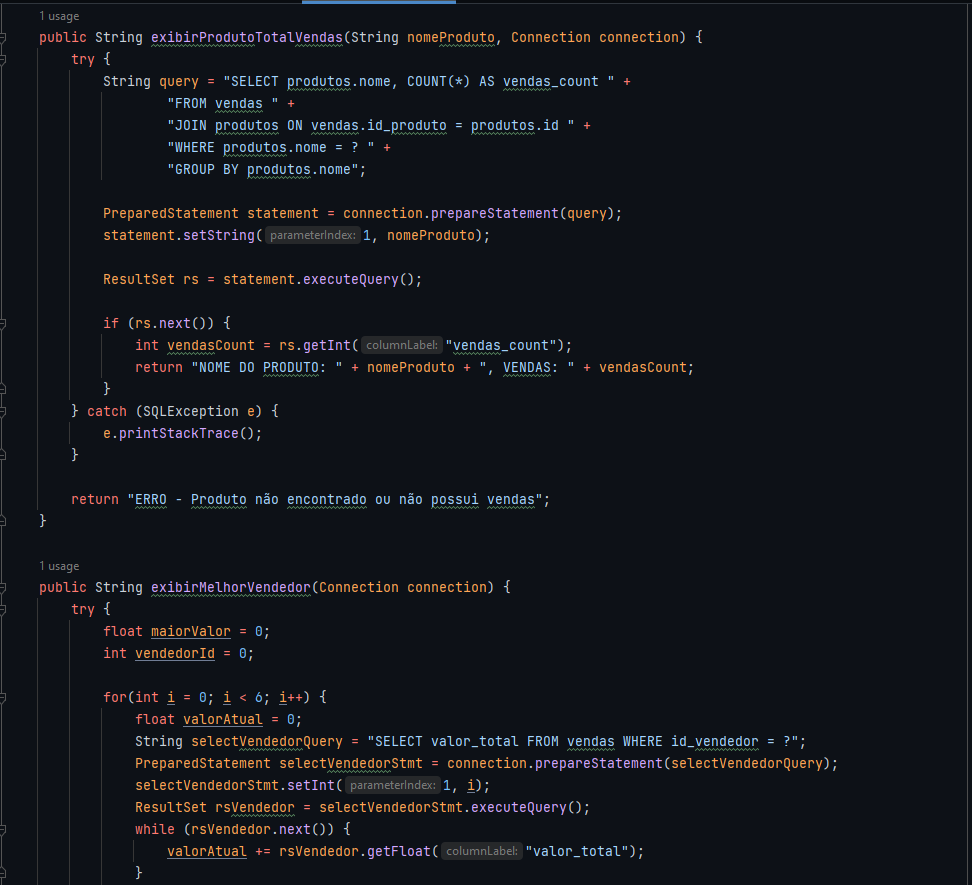 1 usage
public String exibirProdutoTotalVendas(String nomeProduto, Connection connection) {
try {
String query = "SELECT produtos.nome, COUNT(*) AS vendas_count " +
"FROM vendas " +
"JOIN produtos ON vendas.id_produto = produtos.id " +
"WHERE produtos.nome = ? " +
"GROUP BY produtos.nome";
PreparedStatement statement = connection.prepareStatement(query);
statement.setString( parameterIndex: 1, nomeProduto);
ResultSet rs = statement.executeQuery();
if (rs.next()) {
int vendasCount = rs.getInt( columnLabel: "vendas_count");
return "NOME DO PRODUTO: " + nomeProduto + ", VENDAS: " + vendasCount;
}
} catch (SQLException e) {
e.printStackTrace();
}
return "ERRO - Produto não encontrado ou não possui vendas";
}
1 usage
public String exibirMelhorVendedor(Connection connection) {
try {
float maiorValor = 0;
int vendedorId = 0;
for(int i = 0; i < 6; i++) {
float valorAtual = 0;
String selectVendedorQuery = "SELECT valor_total FROM vendas WHERE id_vendedor = ?";
PreparedStatement selectVendedorStmt = connection.prepareStatement(selectVendedorQuery);
selectVendedorStmt.setInt( parameterIndex: 1, i);
ResultSet rsVendedor = selectVendedorStmt.executeQuery();
while (rsVendedor.next()) {
valorAtual += rsVendedor.getFloat( columnLabel: "valor_total");
}